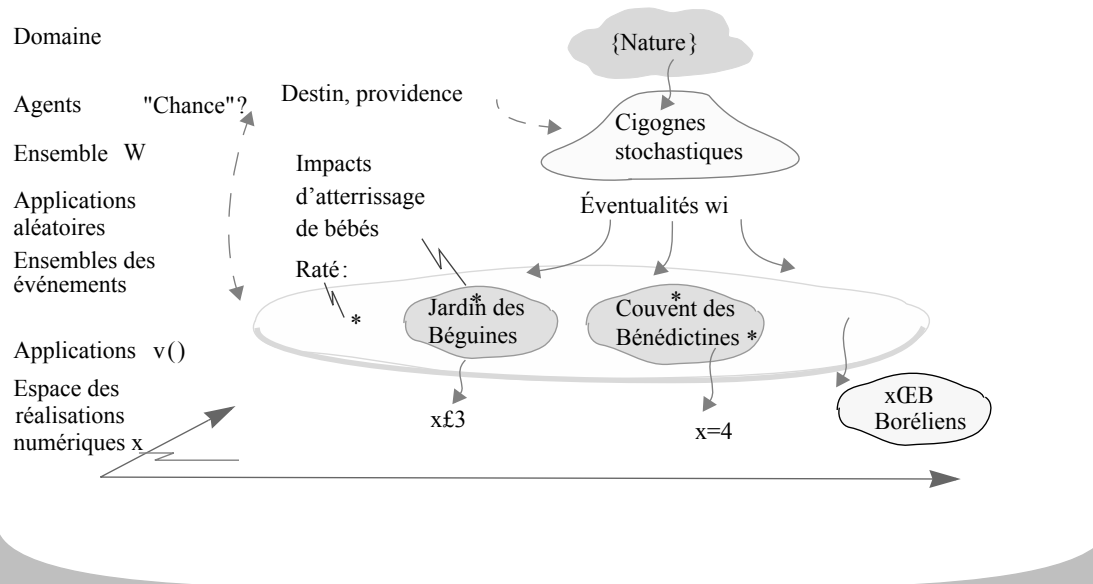 Domaine
{Nature}
Agents "Chance"?
Destin, providence
Cigognes
stochastiques
Ensemble W
Impacts
d'atterrissage
de bébés
Applications
aléatoires
Éventualités wi
Ensembles des
événements
Raté:
*
Jardin des
Béguines
*
Couvent des
Bénédictines *
*
Applications v()
Espace des
réalisations
numériques x
x£3
x=4
xŒB
Boréliens